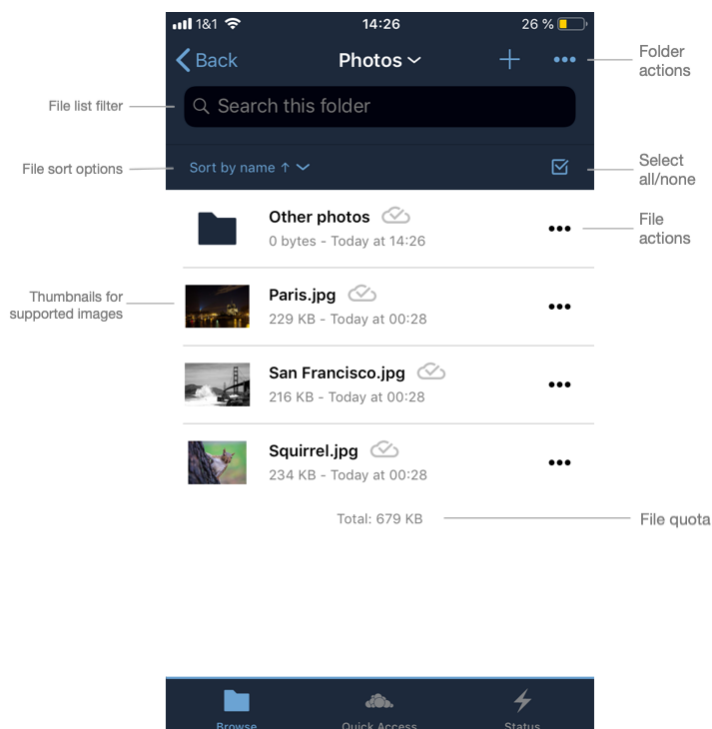 1&1 14:26 26 %
Back Photos
Folder
actions
File list filter
Search this folder
File sort options
Sort by name ↑
Select
all/none
Other photos
0 bytes - Today at 14:26
File
actions
Thumbnails for
supported images
Paris.jpg
229 KB - Today at 00:28
San Francisco.jpg
216 KB - Today at 00:28
Squirrel.jpg
234 KB - Today at 00:28
Total: 679 KB
File quota
Browse Quick Access Status